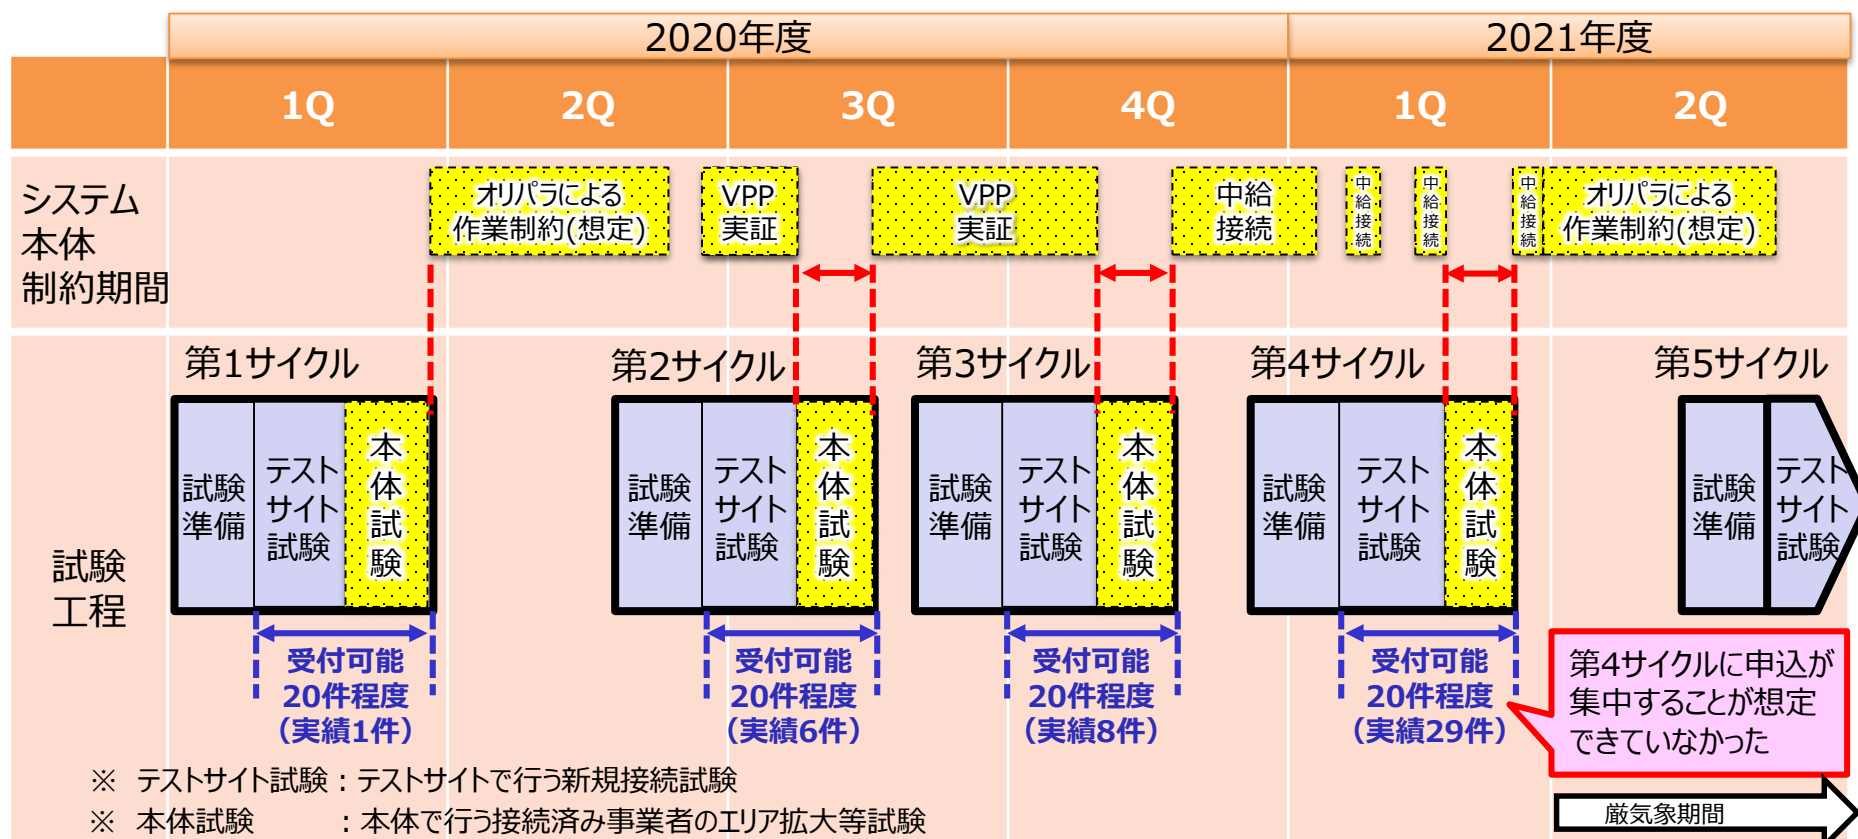 2020年度
2021年度
1Q
2Q
3Q
4Q
1Q
2Q
システム
本体
制約期間
オリパラによる
作業制約(想定)
VPP
実証
VPP
実証
中給
接続
中給接続
中給接続
中給接続
オリパラによる
作業制約(想定)
試験
工程
第1サイクル
試験
準備
テスト
サイト
試験
本体試験
受付可能
20件程度
(実績1件)
第2サイクル
試験
準備
テスト
サイト
試験
本体試験
受付可能
20件程度
(実績6件)
第3サイクル
試験
準備
テスト
サイト
試験
本体試験
受付可能
20件程度
(実績8件)
第4サイクル
試験
準備
テスト
サイト
試験
本体試験
受付可能
20件程度
(実績29件)
第5サイクル
試験
準備
テスト
サイト
試験
第4サイクルに申込が
集中することが想定
できていなかった
厳気象期間
※ テストサイト試験：テストサイトで行う新規接続試験
※ 本体試験 ：本体で行う接続済み事業者のエリア拡大等試験